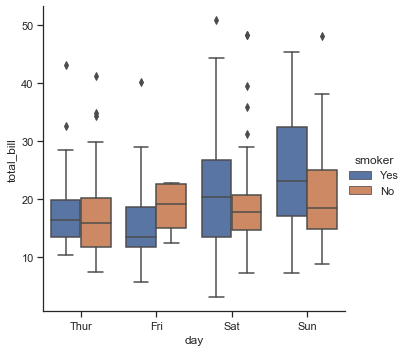 50
40
30
20
10
total_bill
Thur Fri Sat Sun
day
smoker
Yes
No